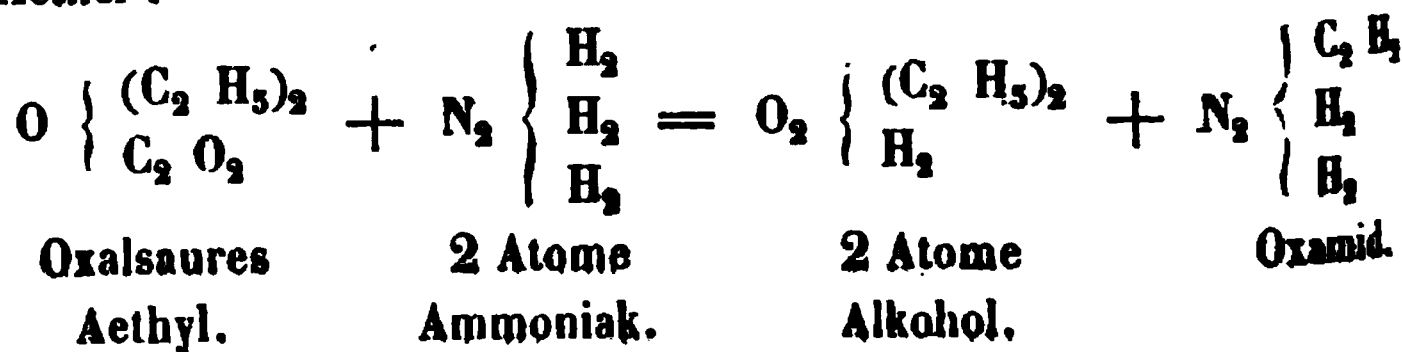 O { (C₂ H₅)₂ C₂ O₂ + N₂ { H₂ H₂ H₂ = O₂ { (C₂ H₅)₂ H₂ + N₂ { C₂ H₂ H₂
Oxalsaures 2 Atome 2 Atome Oxamid.
Aethyl. Ammoniak. Alkohol.